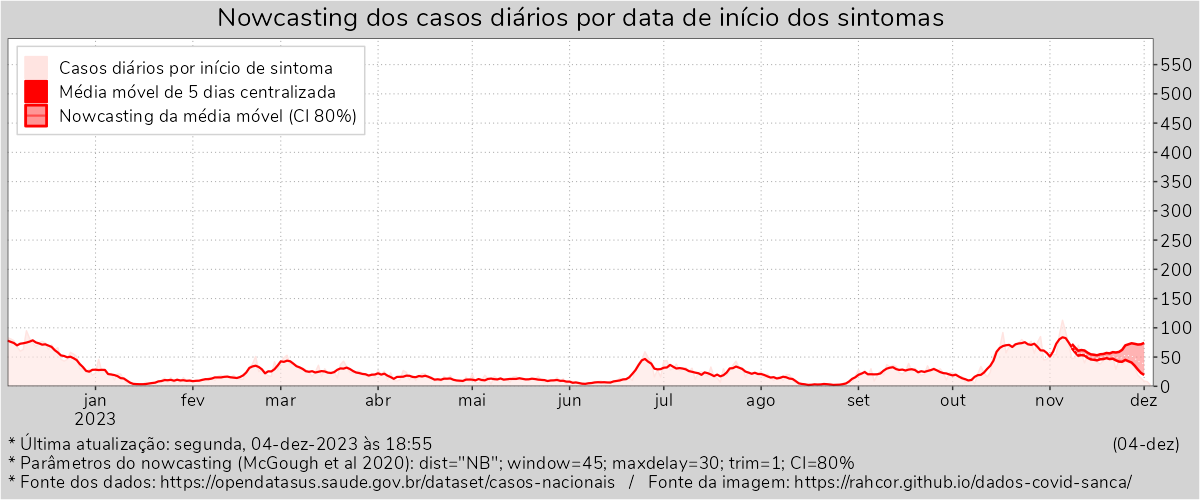 Nowcasting dos casos diários por data de início dos sintomas
Casos diários por início de sintoma
Média móvel de 5 dias centralizada
Nowcasting da média móvel (CI 80%)
550
500
450
400
350
300
250
200
150
100
50
0
jan fev mar abr mai jun jul ago set out nov dez
2023
* Última atualização: segunda, 04-dez-2023 às 18:55 (04-dez)
* Parâmetros do nowcasting (McGough et al 2020): dist="NB"; window=45; maxdelay=30; trim=1; CI=80%
* Fonte dos dados: https://opendatasus.saude.gov.br/dataset/casos-nacionais / Fonte da imagem: https://rahcor.github.io/dados-covid-sanca/